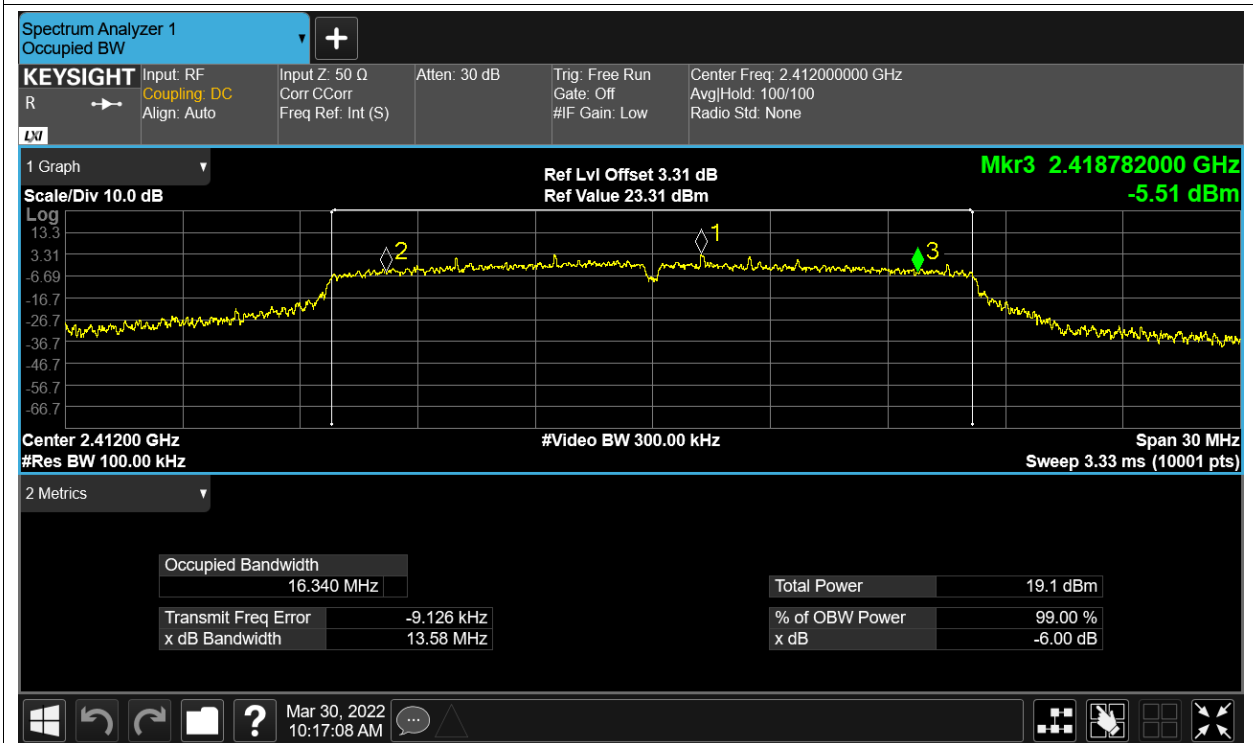 Spectrum Analyzer 1
Occupied BW
KEYSIGHT
R
LXI
Input: RF
Coupling: DC
Align: Auto
Input Z: 50 Ω
Corr CCorr
Freq Ref: Int (S)
Atten: 30 dB
Trig: Free Run
Gate: Off
#IF Gain: Low
Center Freq: 2.412000000 GHz
Avg|Hold: 100/100
Radio Std: None
1 Graph
Scale/Div 10.0 dB
Ref Lvl Offset 3.31 dB
Ref Value 23.31 dBm
Mkr3 2.418782000 GHz
-5.51 dBm
Log
13.3
3.31
-6.69
-16.7
-26.7
-36.7
-46.7
-56.7
-66.7
2
1
3
Center 2.41200 GHz
#Res BW 100.00 kHz
#Video BW 300.00 kHz
Span 30 MHz
Sweep 3.33 ms (10001 pts)
2 Metrics
Occupied Bandwidth
16.340 MHz
Transmit Freq Error -9.126 kHz
x dB Bandwidth 13.58 MHz
Total Power 19.1 dBm
% of OBW Power 99.00 %
x dB -6.00 dB
?
Mar 30, 2022
10:17:08 AM